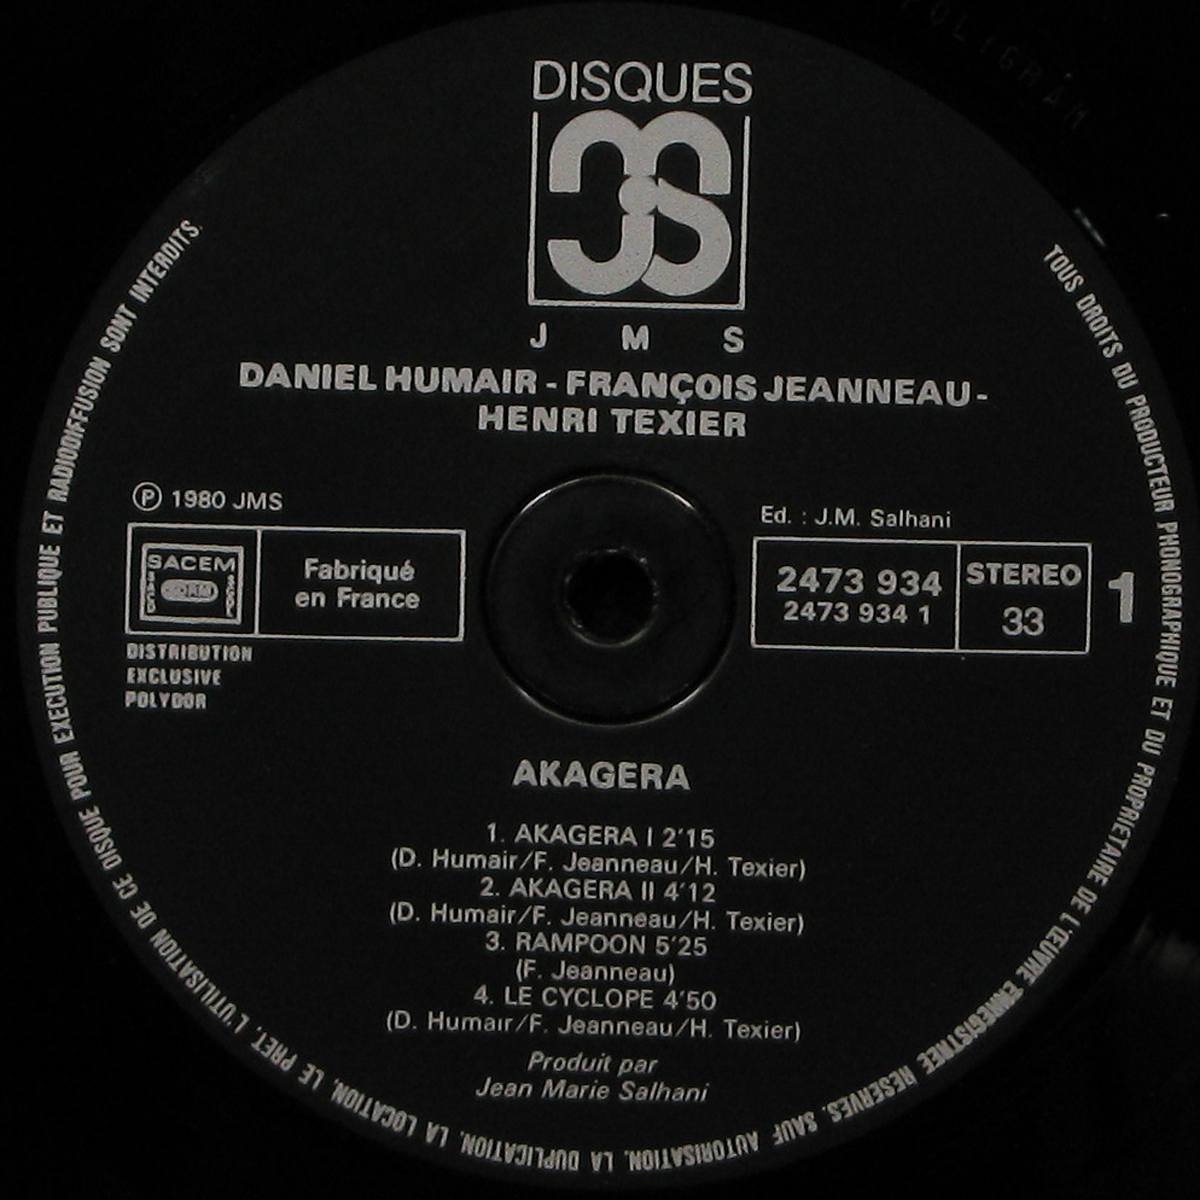 DISQUES
J M S
DANIEL HUMAIR - FRANÇOIS JEANNEAU -
HENRI TEXIER
℗ 1980 JMS
SACEM
Fabriqué
en France
DISTRIBUTION
EXCLUSIVE
POLYDOR
Ed. : J.M. Salhani
2473 934
2473 934 1
STEREO
33
1
AKAGERA
1. AKAGERA I 2'15
(D. Humair/F. Jeanneau/H. Texier)
2. AKAGERA II 4'12
(D. Humair/F. Jeanneau/H. Texier)
3. RAMPOON 5'25
(F. Jeanneau)
4. LE CYCLOPE 4'50
(D. Humair/F. Jeanneau/H. Texier)
Produit par
Jean Marie Salhani
TOUS DROITS DU PRODUCTEUR PHONOGRAPHIQUE ET DU PROPRIETAIRE DE L'ŒUVRE ENREGISTREE RESERVES. SAUF AUTORISATION, LA DUPLICATION, LA LOCATION, LE PRET, L'UTILISATION DE CE DISQUE POUR EXECUTION PUBLIQUE ET RADIODIFFUSION SONT INTERDITS.
POLYGRAM